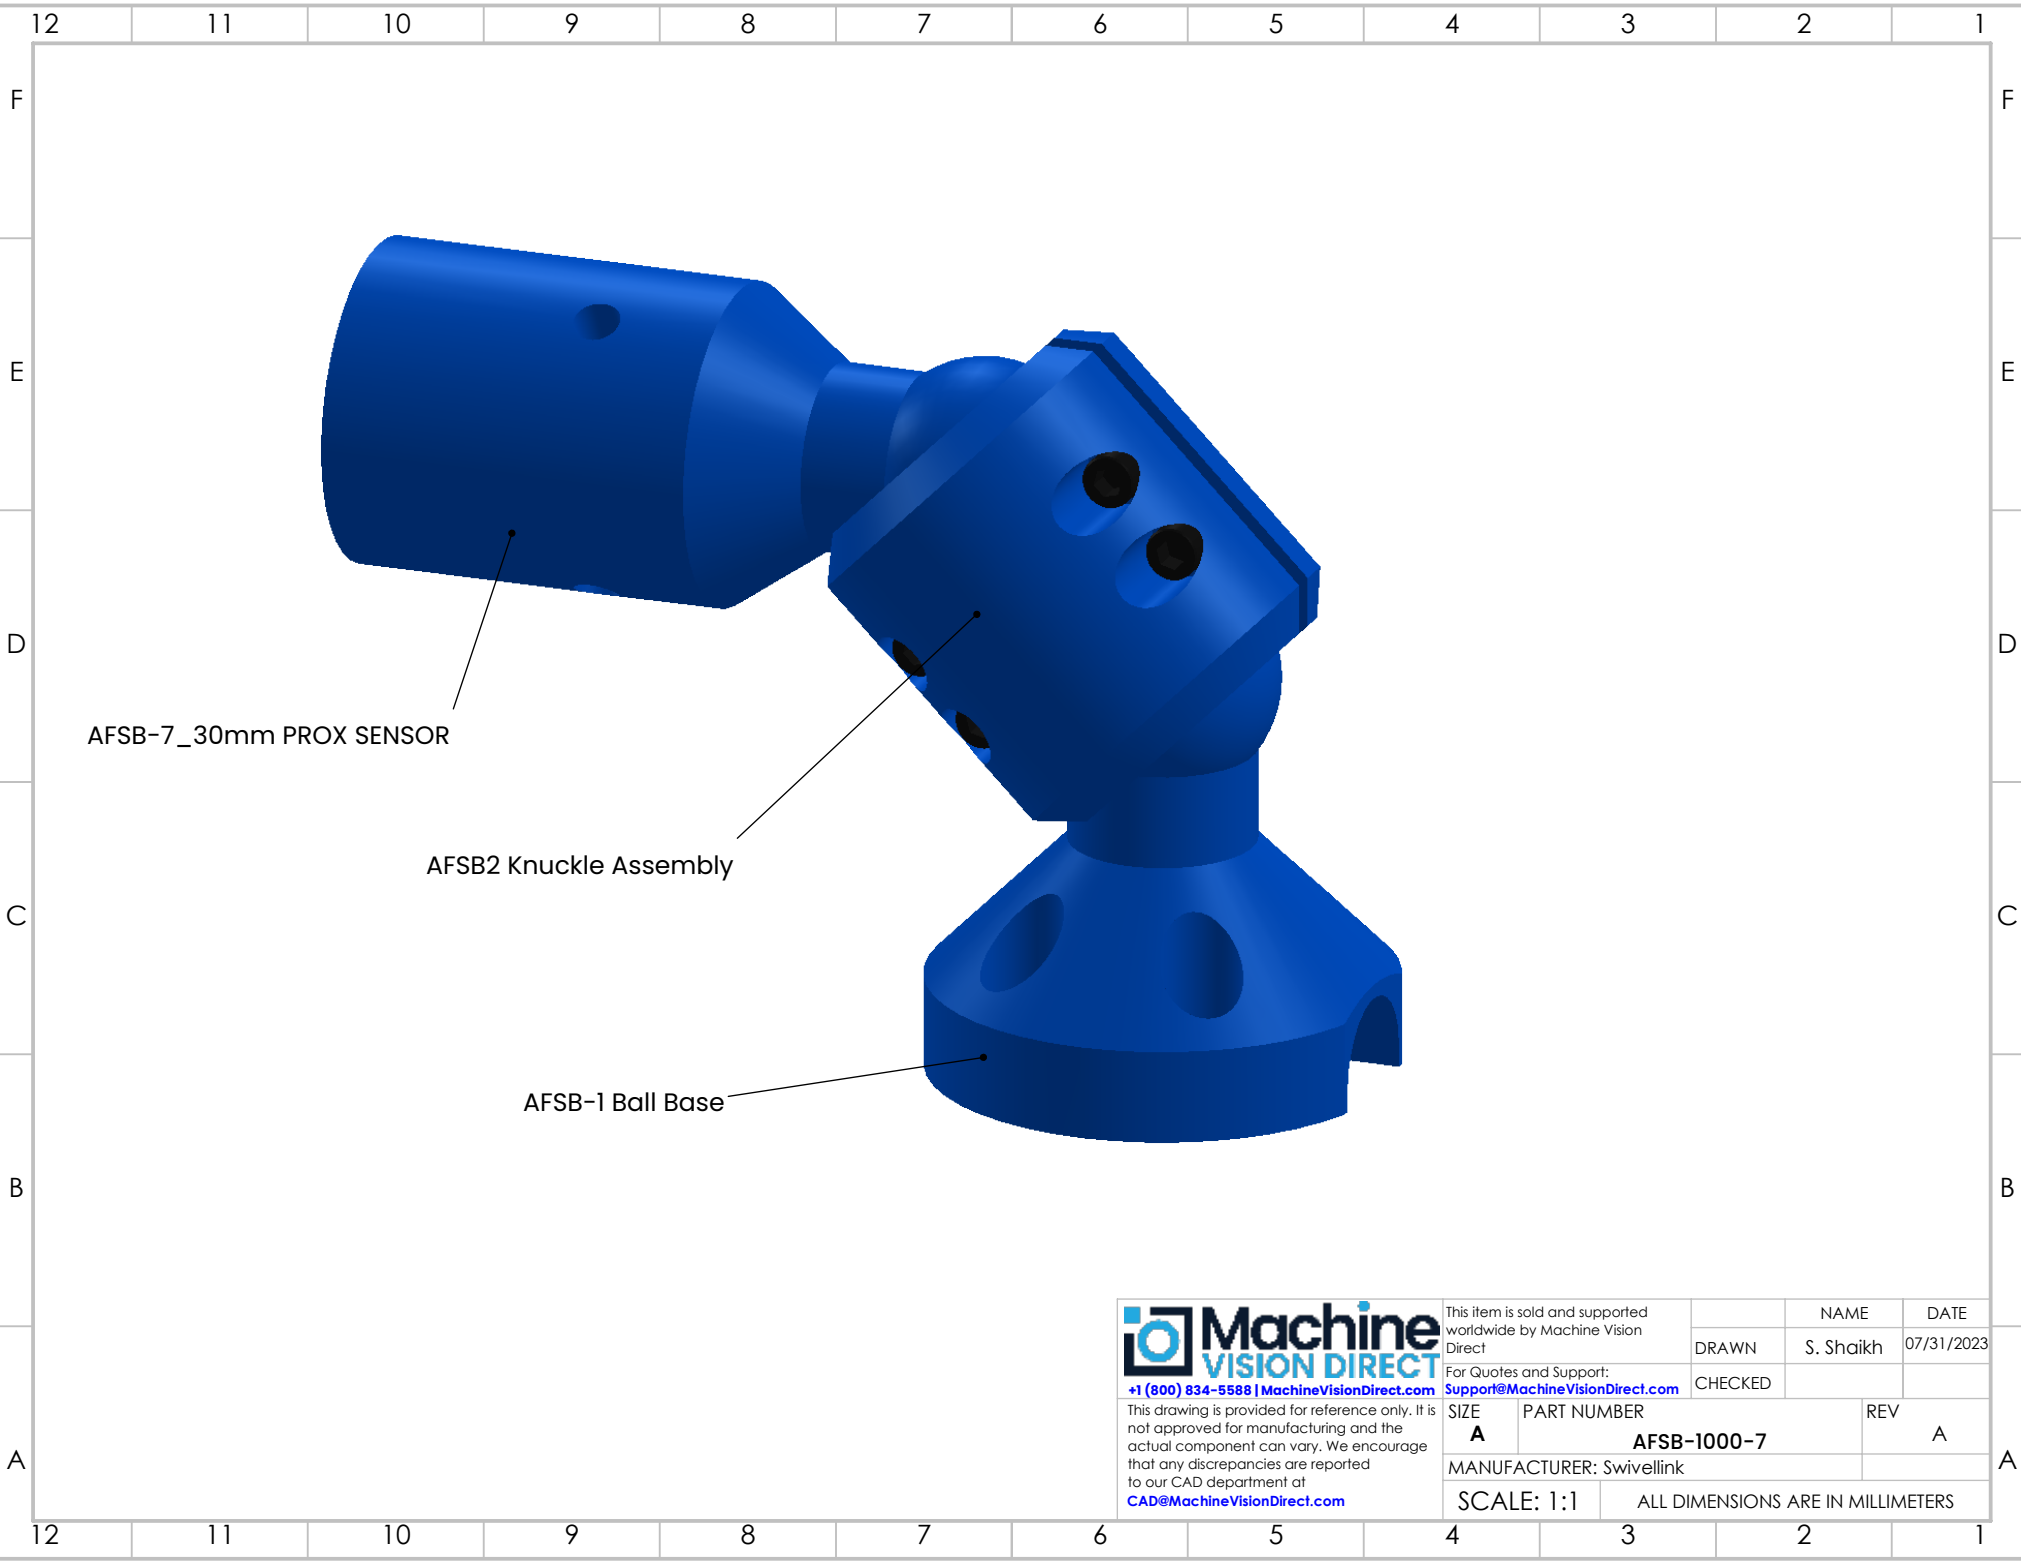 12 11 10 9 8 7 6 5 4 3 2 1
F F
E E
D D
C C
B B
A A
AFSB-7_30mm PROX SENSOR
AFSB2 Knuckle Assembly
AFSB-1 Ball Base
Machine
VISION DIRECT
+1 (800) 834-5588 | MachineVisionDirect.com
This drawing is provided for reference only. It is
not approved for manufacturing and the
actual component can vary. We encourage
that any discrepancies are reported
to our CAD department at
CAD@MachineVisionDirect.com
This item is sold and supported
worldwide by Machine Vision
Direct
For Quotes and Support:
Support@MachineVisionDirect.com
NAME DATE
DRAWN S. Shaikh 07/31/2023
CHECKED
SIZE PART NUMBER REV
A AFSB-1000-7 A
MANUFACTURER: Swivellink
SCALE: 1:1 ALL DIMENSIONS ARE IN MILLIMETERS
12 11 10 9 8 7 6 5 4 3 2 1